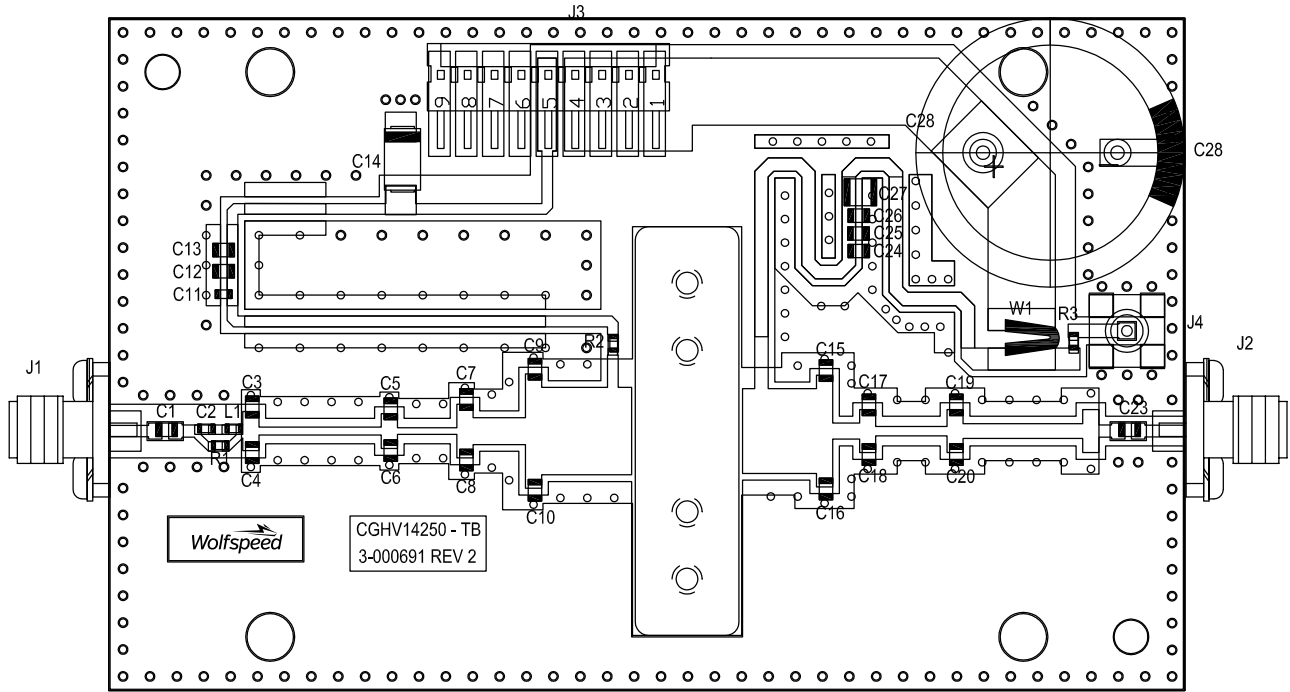 J3
9 8 7 6 5 4 3 2 1
C28
C28
C14
C27
C26
C25
C24
C13
C12
C11
W1
R3
J4
R2
J1
J2
C9
C15
C3
C5
C7
C17
C19
C1
C2
L1
C23
R1
C4
C6
C8
C18
C20
C10
C16
Wolfspeed
CGHV14250 - TB
3-000691 REV 2